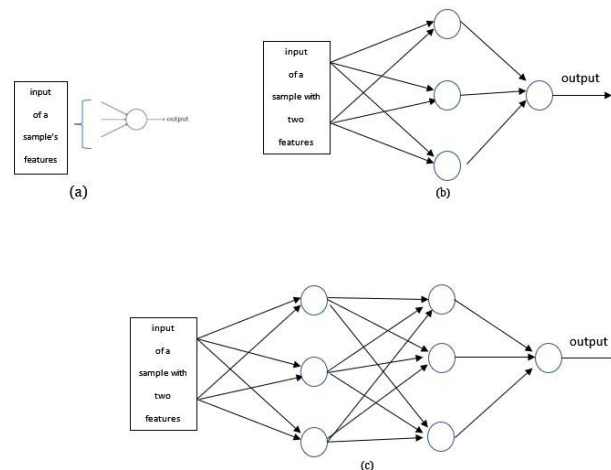 input
of a
sample's
features
output
(a)
input
of a
sample with
two
features
output
(b)
input
of a
sample with
two
features
output
(c)